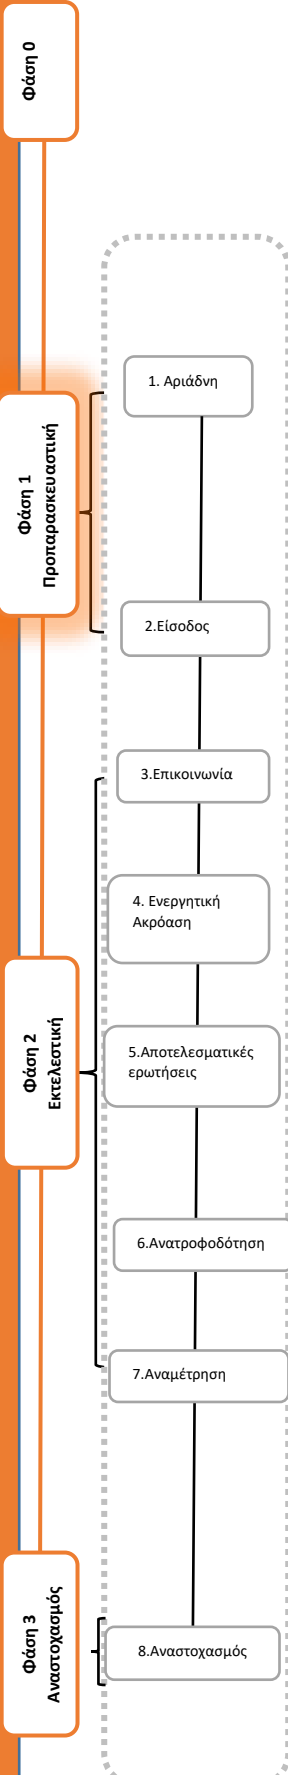 Φάση 0
1. Αριάδνη
Φάση 1
Προπαρασκευαστική
2.Είσοδος
3.Επικοινωνία
4. Ενεργητική
Ακρόαση
Φάση 2
Εκτελεστική
5.Αποτελεσματικές
ερωτήσεις
6.Ανατροφοδότηση
7.Αναμέτρηση
Φάση 3
Αναστοχασμός
8.Αναστοχασμός